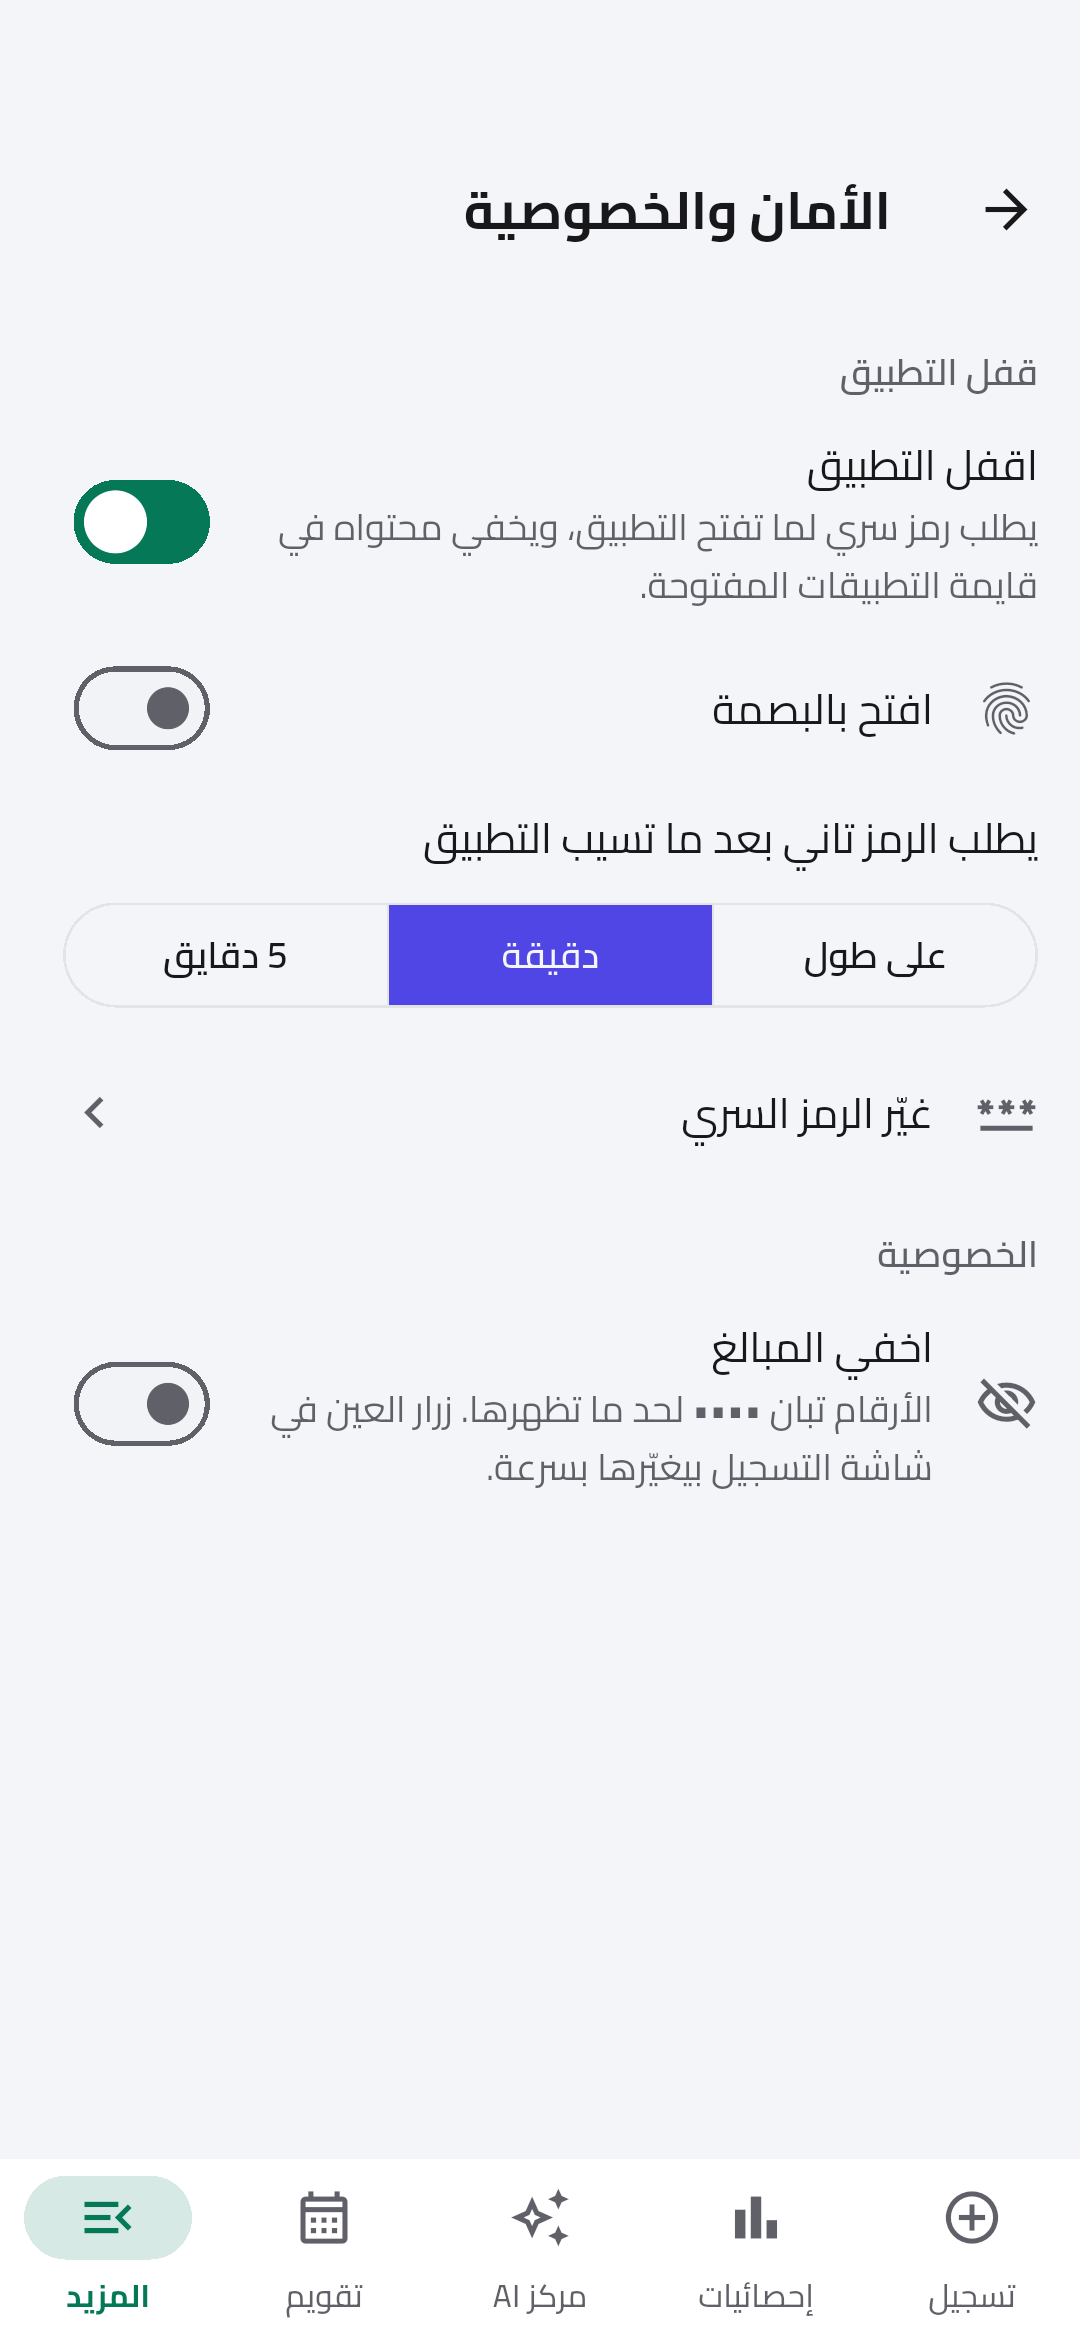 الأمان والخصوصية
قفل التطبيق
اقفل التطبيق
يطلب رمز سري لما تفتح التطبيق، ويخفي محتواه في
قايمة التطبيقات المفتوحة.
افتح بالبصمة
يطلب الرمز تاني بعد ما تسيب التطبيق
على طول
دقيقة
5 دقايق
غيّر الرمز السري
الخصوصية
اخفي المبالغ
الأرقام تبان •••• لحد ما تظهرها. زرار العين في
شاشة التسجيل بيغيّرها بسرعة.
تسجيل
إحصائيات
مركز AI
تقويم
المزيد